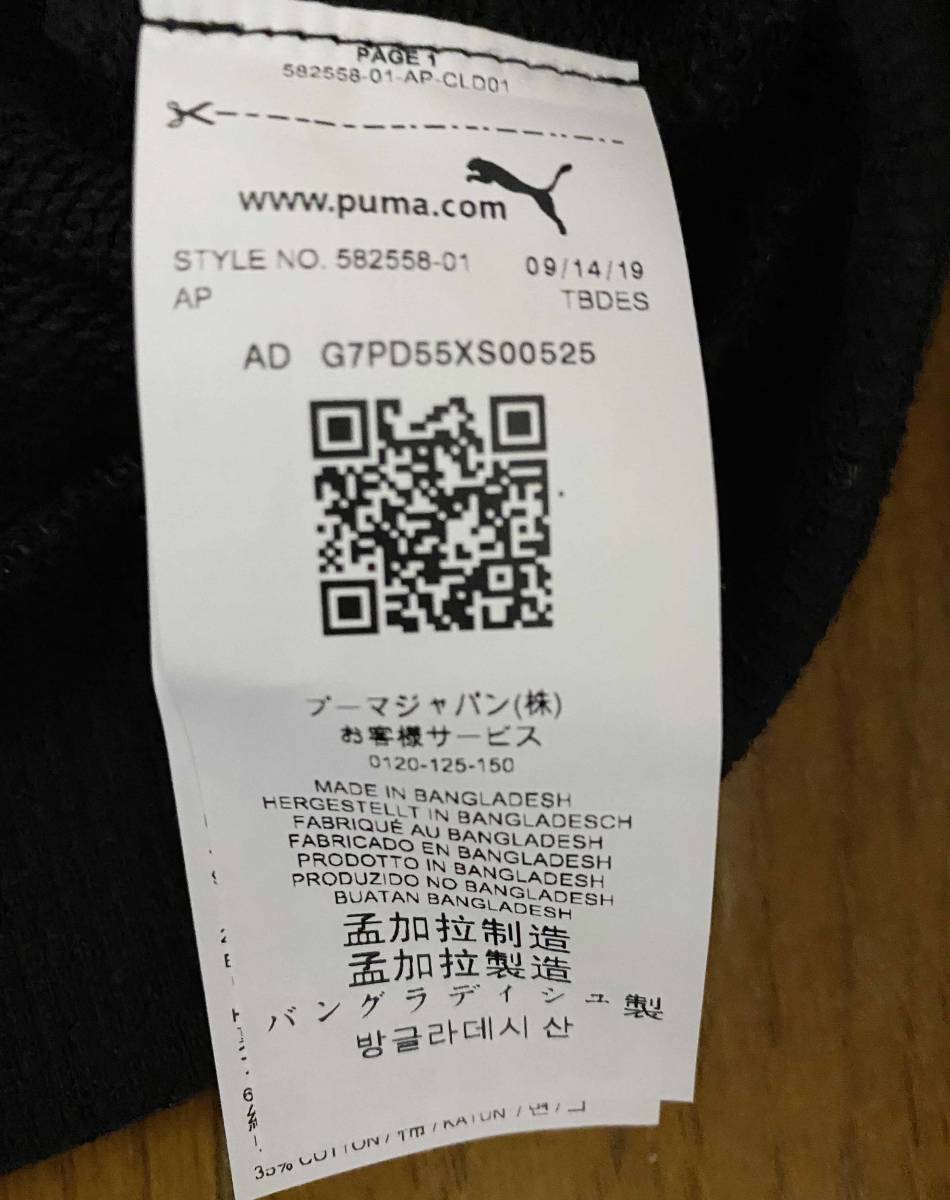 PAGE 1
582558-01-AP-CLD01
www.puma.com
STYLE NO. 582558-01 09/14/19
AP TBDES
AD G7PD55XS00525
プーマジャパン(株)
お客様サービス
0120-125-150
MADE IN BANGLADESH
HERGESTELLT IN BANGLADESCH
FABRIQUÉ AU BANGLADESH
FABRICADO EN BANGLADESH
PRODOTTO IN BANGLADESH
PRODUZIDO NO BANGLADESH
BUATAN BANGLADESH
孟加拉制造
孟加拉製造
バングラディシュ製
방글라데시 산
COTTON / 棉 / KATUN / 면 /